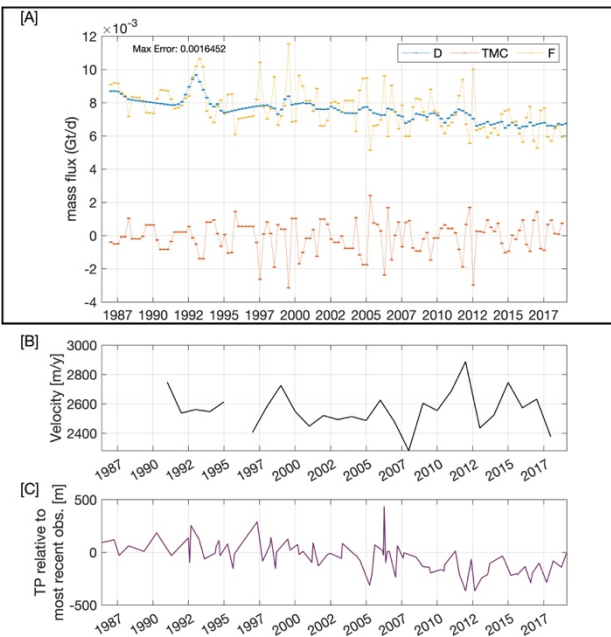 [A]
×10⁻³
Max Error: 0.0016452
D TMC F
mass flux (Gt/d)
12
10
8
6
4
2
0
-2
-4
1987 1990 1992 1995 1997 2000 2002 2005 2007 2010 2012 2015 2017
[B]
Velocity [m/y]
3000
2800
2600
2400
1987 1990 1992 1995 1997 2000 2002 2005 2007 2010 2012 2015 2017
[C]
TP relative to
most recent obs. [m]
500
0
-500
1987 1990 1992 1995 1997 2000 2002 2005 2007 2010 2012 2015 2017